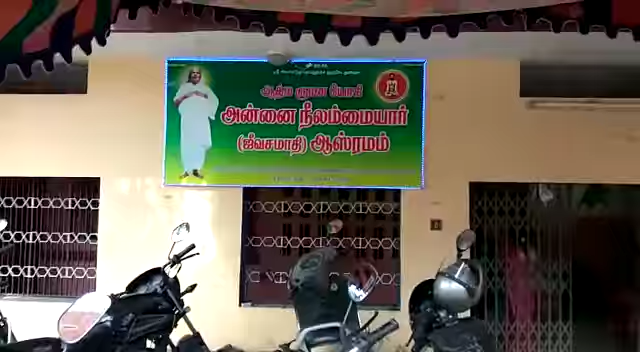 ஆத்ம ஞான யோகி
அன்னை நீலம்மையார்
(ஜீவசமாதி) ஆஸ்ரமம்